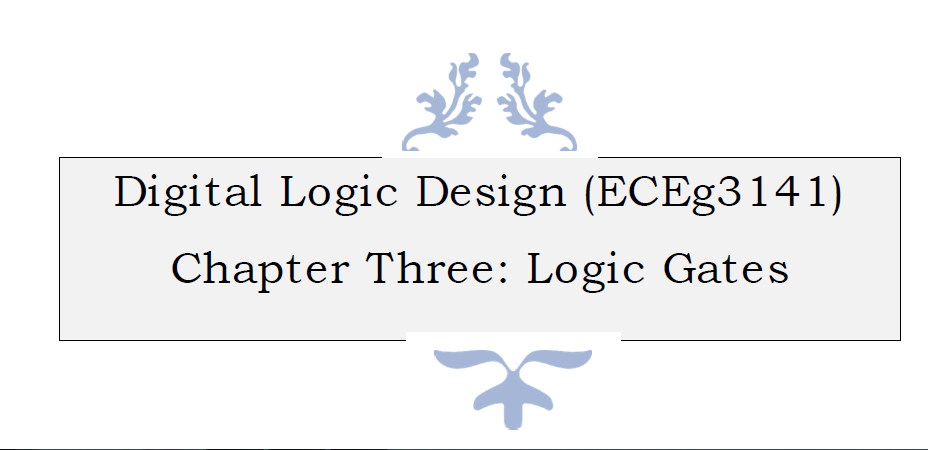 Digital Logic Design (ECEg3141)
Chapter Three: Logic Gates